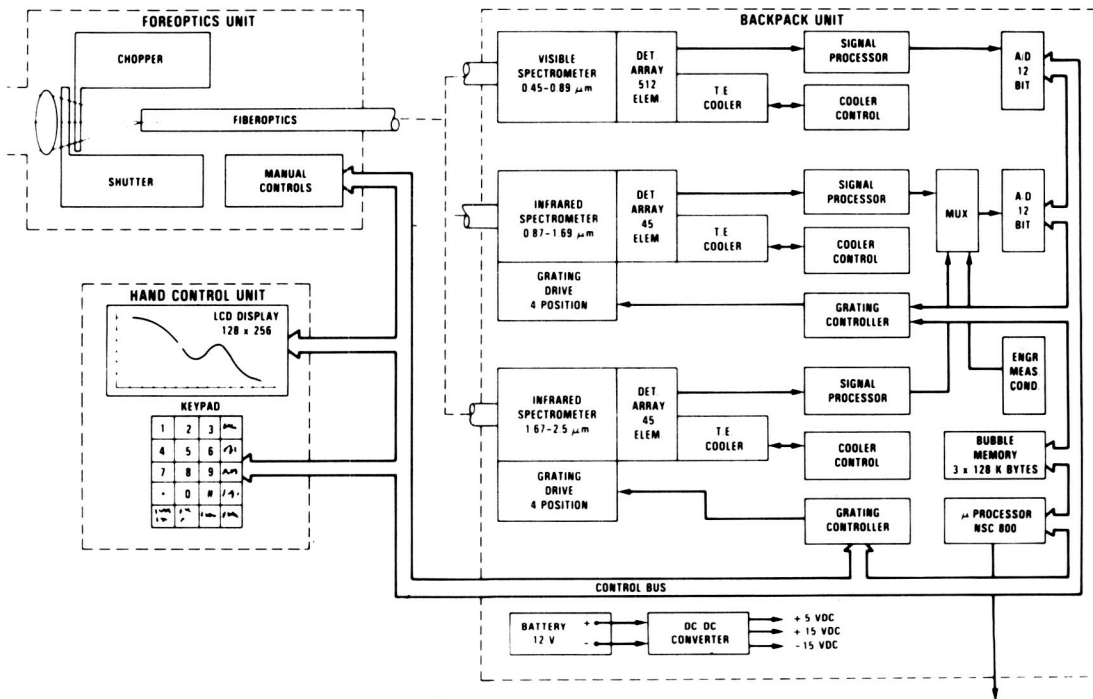 FOREOPTICS UNIT
CHOPPER
FIBEROPTICS
SHUTTER
MANUAL
CONTROLS
HAND CONTROL UNIT
LCD DISPLAY
128 x 256
KEYPAD
1 2 3
4 5 6
7 8 9
· 0 #
BACKPACK UNIT
VISIBLE
SPECTROMETER
0.45-0.89 μm
DET
ARRAY
512
ELEM
T.E
COOLER
SIGNAL
PROCESSOR
COOLER
CONTROL
A/D
12
BIT
INFRARED
SPECTROMETER
0.87-1.69 μm
DET
ARRAY
45
ELEM
T.E
COOLER
GRATING
DRIVE
4 POSITION
SIGNAL
PROCESSOR
COOLER
CONTROL
GRATING
CONTROLLER
MUX
A/D
12
BIT
ENGR
MEAS
COND.
INFRARED
SPECTROMETER
1.67-2.5 μm
DET
ARRAY
45
ELEM
T.E
COOLER
GRATING
DRIVE
4 POSITION
SIGNAL
PROCESSOR
COOLER
CONTROL
GRATING
CONTROLLER
BUBBLE
MEMORY
3 x 128 K BYTES
μ PROCESSOR
NSC 800
CONTROL BUS
BATTERY
12 V
+
-
DC DC
CONVERTER
+ 5 VDC
+ 15 VDC
- 15 VDC